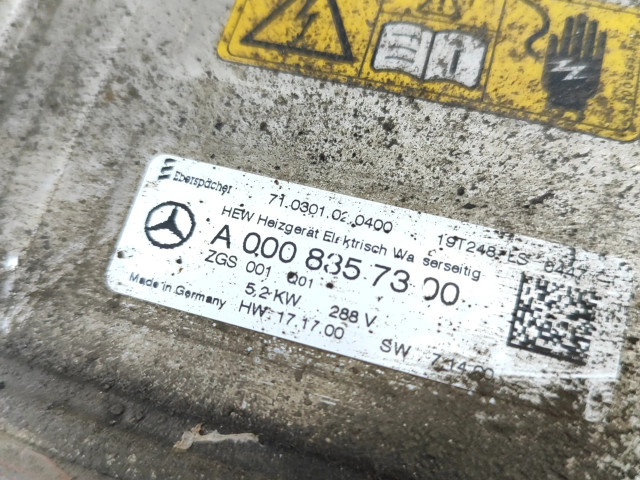 Eberspächer
71.0301.02.0400
19T248
HEW Heizgerät Elektrisch Wasserseitig
A 000 835 73 00
ZGS 001 001
5,2 KW 288 V
Made in Germany
HW 17.17.00 SW